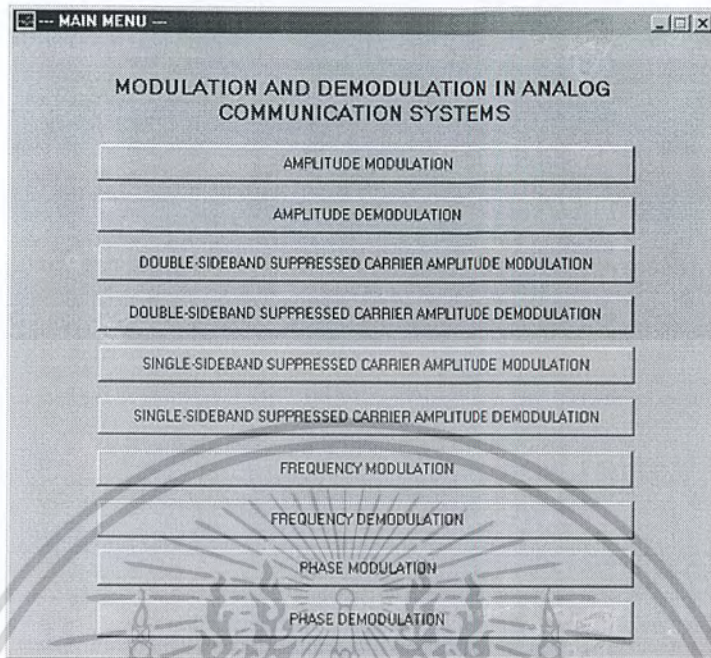 --- MAIN MENU ---
MODULATION AND DEMODULATION IN ANALOG
COMMUNICATION SYSTEMS
AMPLITUDE MODULATION
AMPLITUDE DEMODULATION
DOUBLE-SIDEBAND SUPPRESSED CARRIER AMPLITUDE MODULATION
DOUBLE-SIDEBAND SUPPRESSED CARRIER AMPLITUDE DEMODULATION
SINGLE-SIDEBAND SUPPRESSED CARRIER AMPLITUDE MODULATION
SINGLE-SIDEBAND SUPPRESSED CARRIER AMPLITUDE DEMODULATION
FREQUENCY MODULATION
FREQUENCY DEMODULATION
PHASE MODULATION
PHASE DEMODULATION